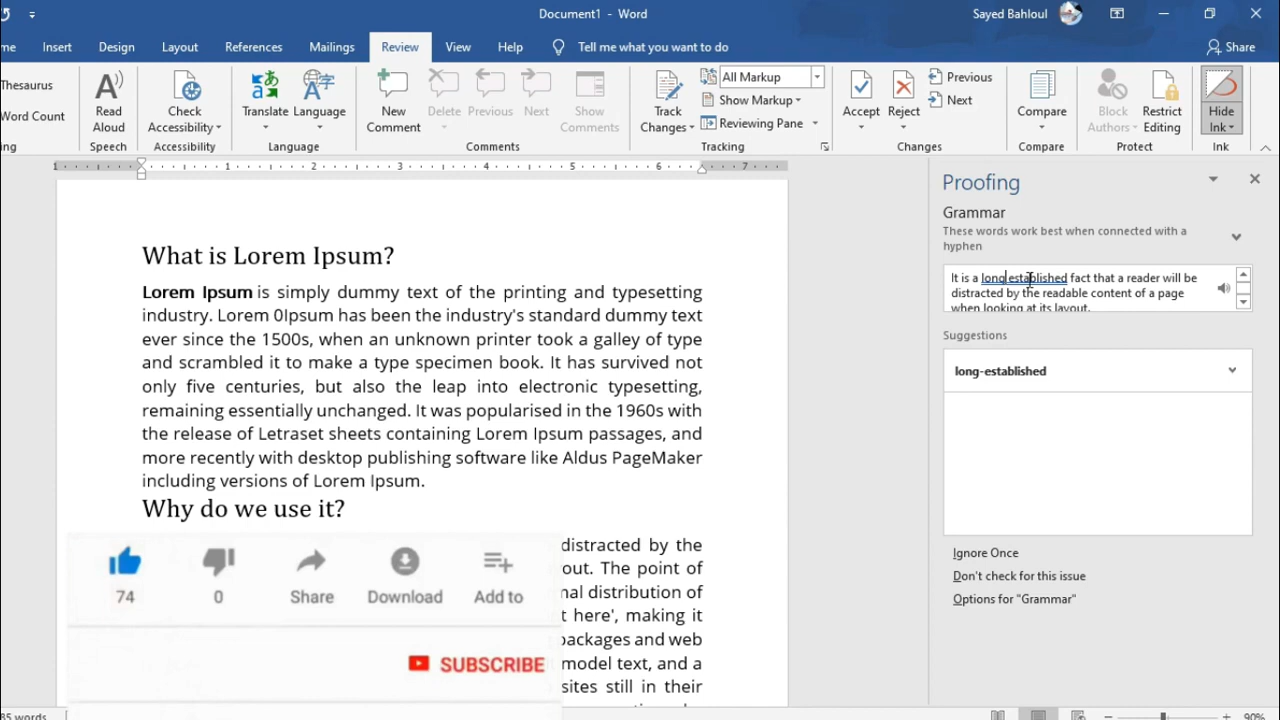 Document1 - Word
Sayed Bahloul
me Insert Design Layout References Mailings Review View Help Tell me what you want to do Share
Thesaurus
Word Count
ing
Read Aloud
Speech
Check Accessibility
Accessibility
Translate Language
Language
New Comment
Delete Previous Next
Show Comments
Comments
Track Changes
All Markup
Show Markup
Reviewing Pane
Tracking
Accept Reject
Previous
Next
Changes
Compare
Compare
Block Authors
Restrict Editing
Protect
Hide Ink
Ink
1 1 2 3 4 5 6 7
What is Lorem Ipsum?
Lorem Ipsum is simply dummy text of the printing and typesetting
industry. Lorem 0Ipsum has been the industry's standard dummy text
ever since the 1500s, when an unknown printer took a galley of type
and scrambled it to make a type specimen book. It has survived not
only five centuries, but also the leap into electronic typesetting,
remaining essentially unchanged. It was popularised in the 1960s with
the release of Letraset sheets containing Lorem Ipsum passages, and
more recently with desktop publishing software like Aldus PageMaker
including versions of Lorem Ipsum.
Why do we use it?
distracted by the
out. The point of
nal distribution of
t here', making it
packages and web
model text, and a
sites still in their
74 0 Share Download Add to
SUBSCRIBE
Proofing
Grammar
These words work best when connected with a
hyphen
It is a long established fact that a reader will be
distracted by the readable content of a page
when looking at its layout.
Suggestions
long-established
Ignore Once
Don't check for this issue
Options for "Grammar"
85 words
90%